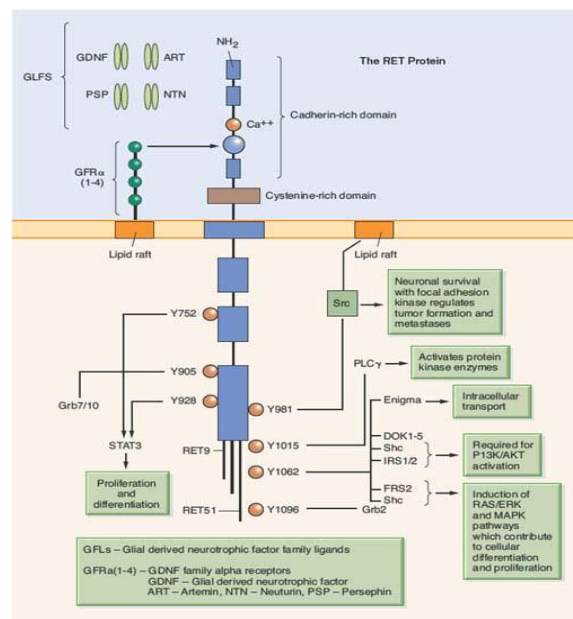 NH2
The RET Protein
GDNF
ART
GLFS
PSP
NTN
Cadherin-rich domain
Ca++
GFRα
(1-4)
Cystenine-rich domain
Lipid raft
Lipid raft
Neuronal survival
with focal adhesion
kinase regulates
tumor formation and
metastases
Src
Y752
PLCγ
Activates protein
kinase enzymes
Y905
Y928
Enigma
Intracellular
transport
Grb7/10
Y981
STAT3
RET9
Y1015
DOK1-5
Shc
IRS1/2
Required for
P13K/AKT
activation
Y1062
Proliferation
and
differentiation
FRS2
Shc
RET51
Y1096
Grb2
Induction of
RAS/ERK
and MAPK
pathways
which contribute
to cellular
differentiation
and proliferation
GFLs – Glial derived neurotrophic factor family ligands
GFRa(1-4) – GDNF family alpha receptors
GDNF – Glial derived neurotrophic factor
ART – Artemin, NTN – Neuturin, PSP – Persephin